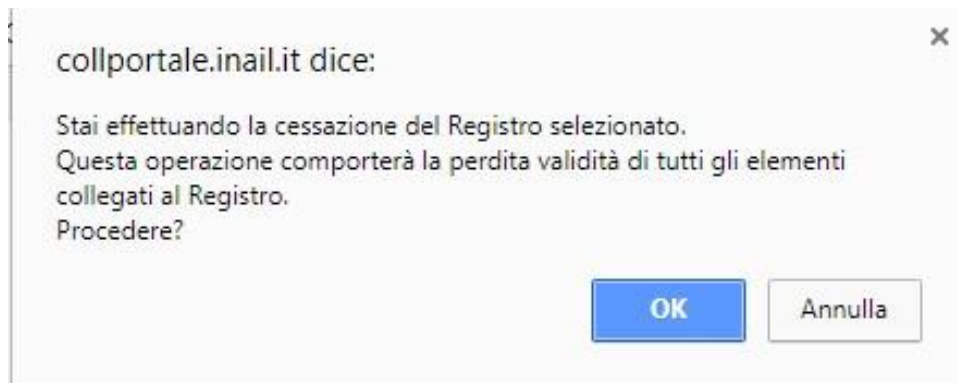 collportale.inail.it dice:
Stai effettuando la cessazione del Registro selezionato.
Questa operazione comporterà la perdita validità di tutti gli elementi
collegati al Registro.
Procedere?
OK
Annulla